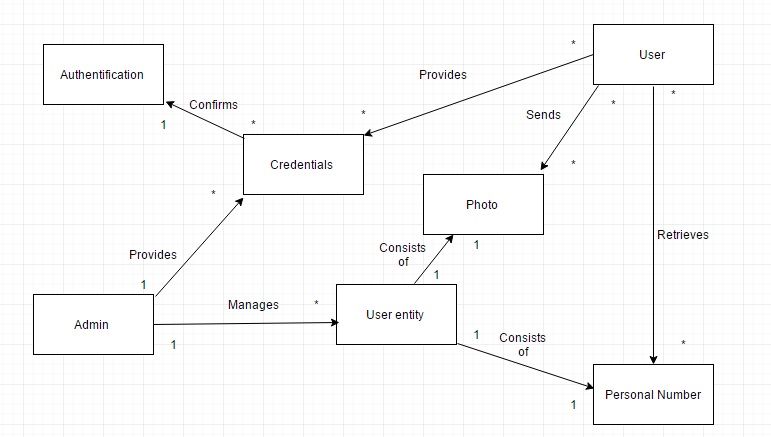 *
User
Authentification
Provides
*
*
Confirms
Sends
*
*
1
*
Credentials
*
*
Photo
Retrieves
1
Consists
of
Provides
1
1
Manages
*
User entity
Admin
1
1
Consists
of
*
Personal Number
1